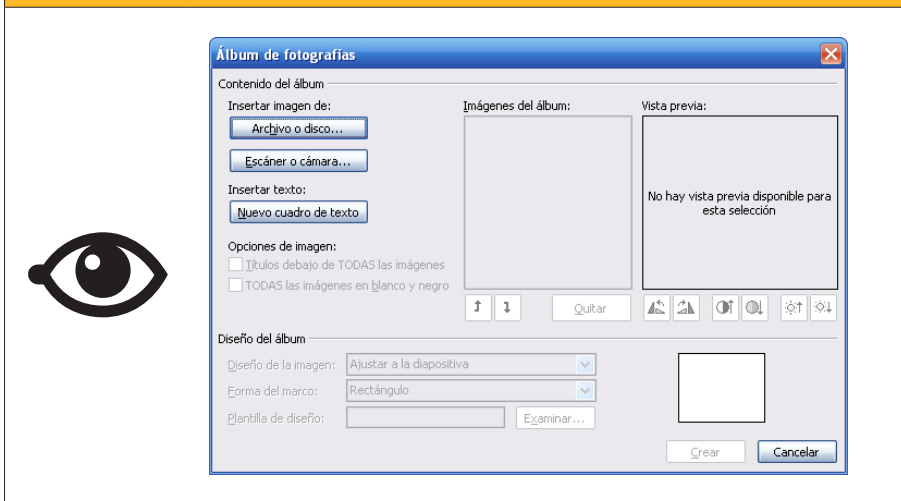 Álbum de fotografías
Contenido del álbum
Insertar imagen de:
Archivo o disco...
Escáner o cámara...
Insertar texto:
Nuevo cuadro de texto
Opciones de imagen:
Títulos debajo de TODAS las imágenes
TODAS las imágenes en blanco y negro
Imágenes del álbum:
Quitar
Vista previa:
No hay vista previa disponible para
esta selección
Diseño del álbum
Diseño de la imagen: Ajustar a la diapositiva
Forma del marco: Rectángulo
Plantilla de diseño: Examinar...
Crear Cancelar